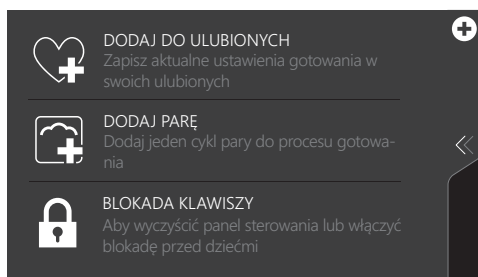 DODAJ DO ULUBIONYCH
Zapisz aktualne ustawienia gotowania w
swoich ulubionych
DODAJ PARĘ
Dodaj jeden cykl pary do procesu gotowa-
nia
BLOKADA KLAWISZY
Aby wyczyścić panel sterowania lub włączyć
blokadę przed dziećmi